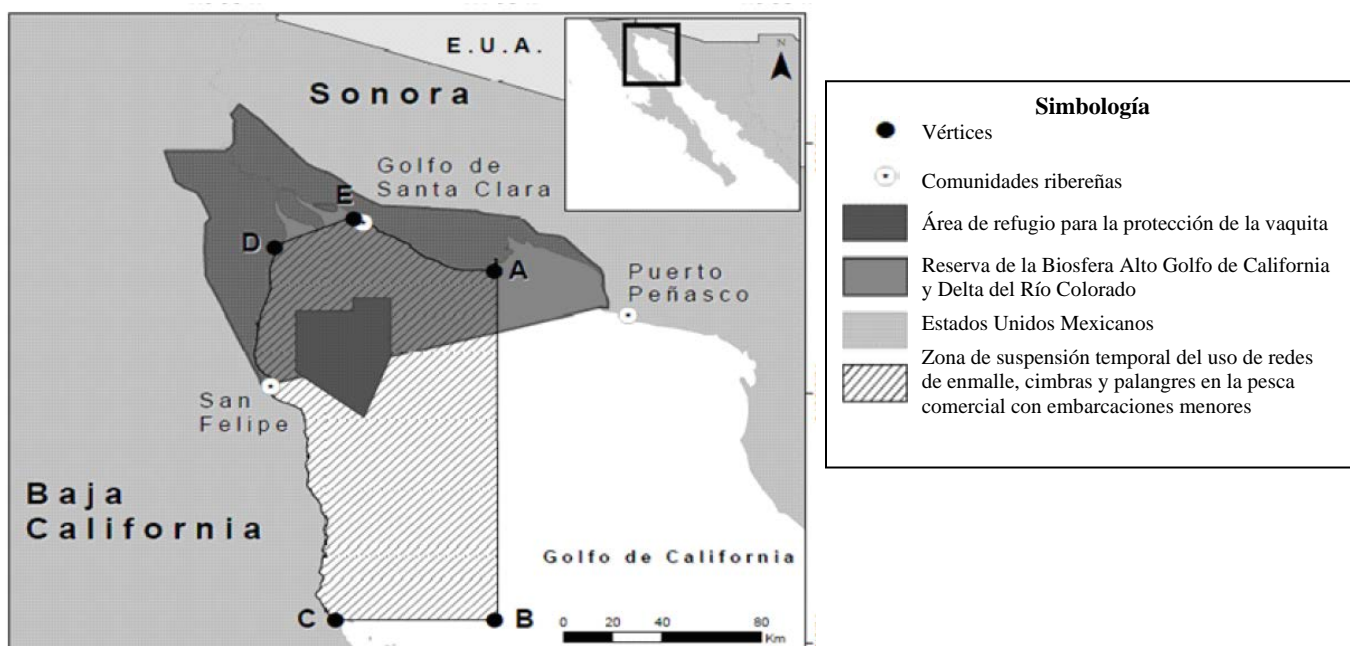 E.U.A.
N
Sonora
Golfo de
Santa Clara
E
D
A
Puerto
Peñasco
San
Felipe
Baja
California
Golfo de California
C
B
0 20 40 80
Km
Simbología
Vértices
Comunidades ribereñas
Área de refugio para la protección de la vaquita
Reserva de la Biosfera Alto Golfo de California
y Delta del Río Colorado
Estados Unidos Mexicanos
Zona de suspensión temporal del uso de redes
de enmalle, cimbras y palangres en la pesca
comercial con embarcaciones menores